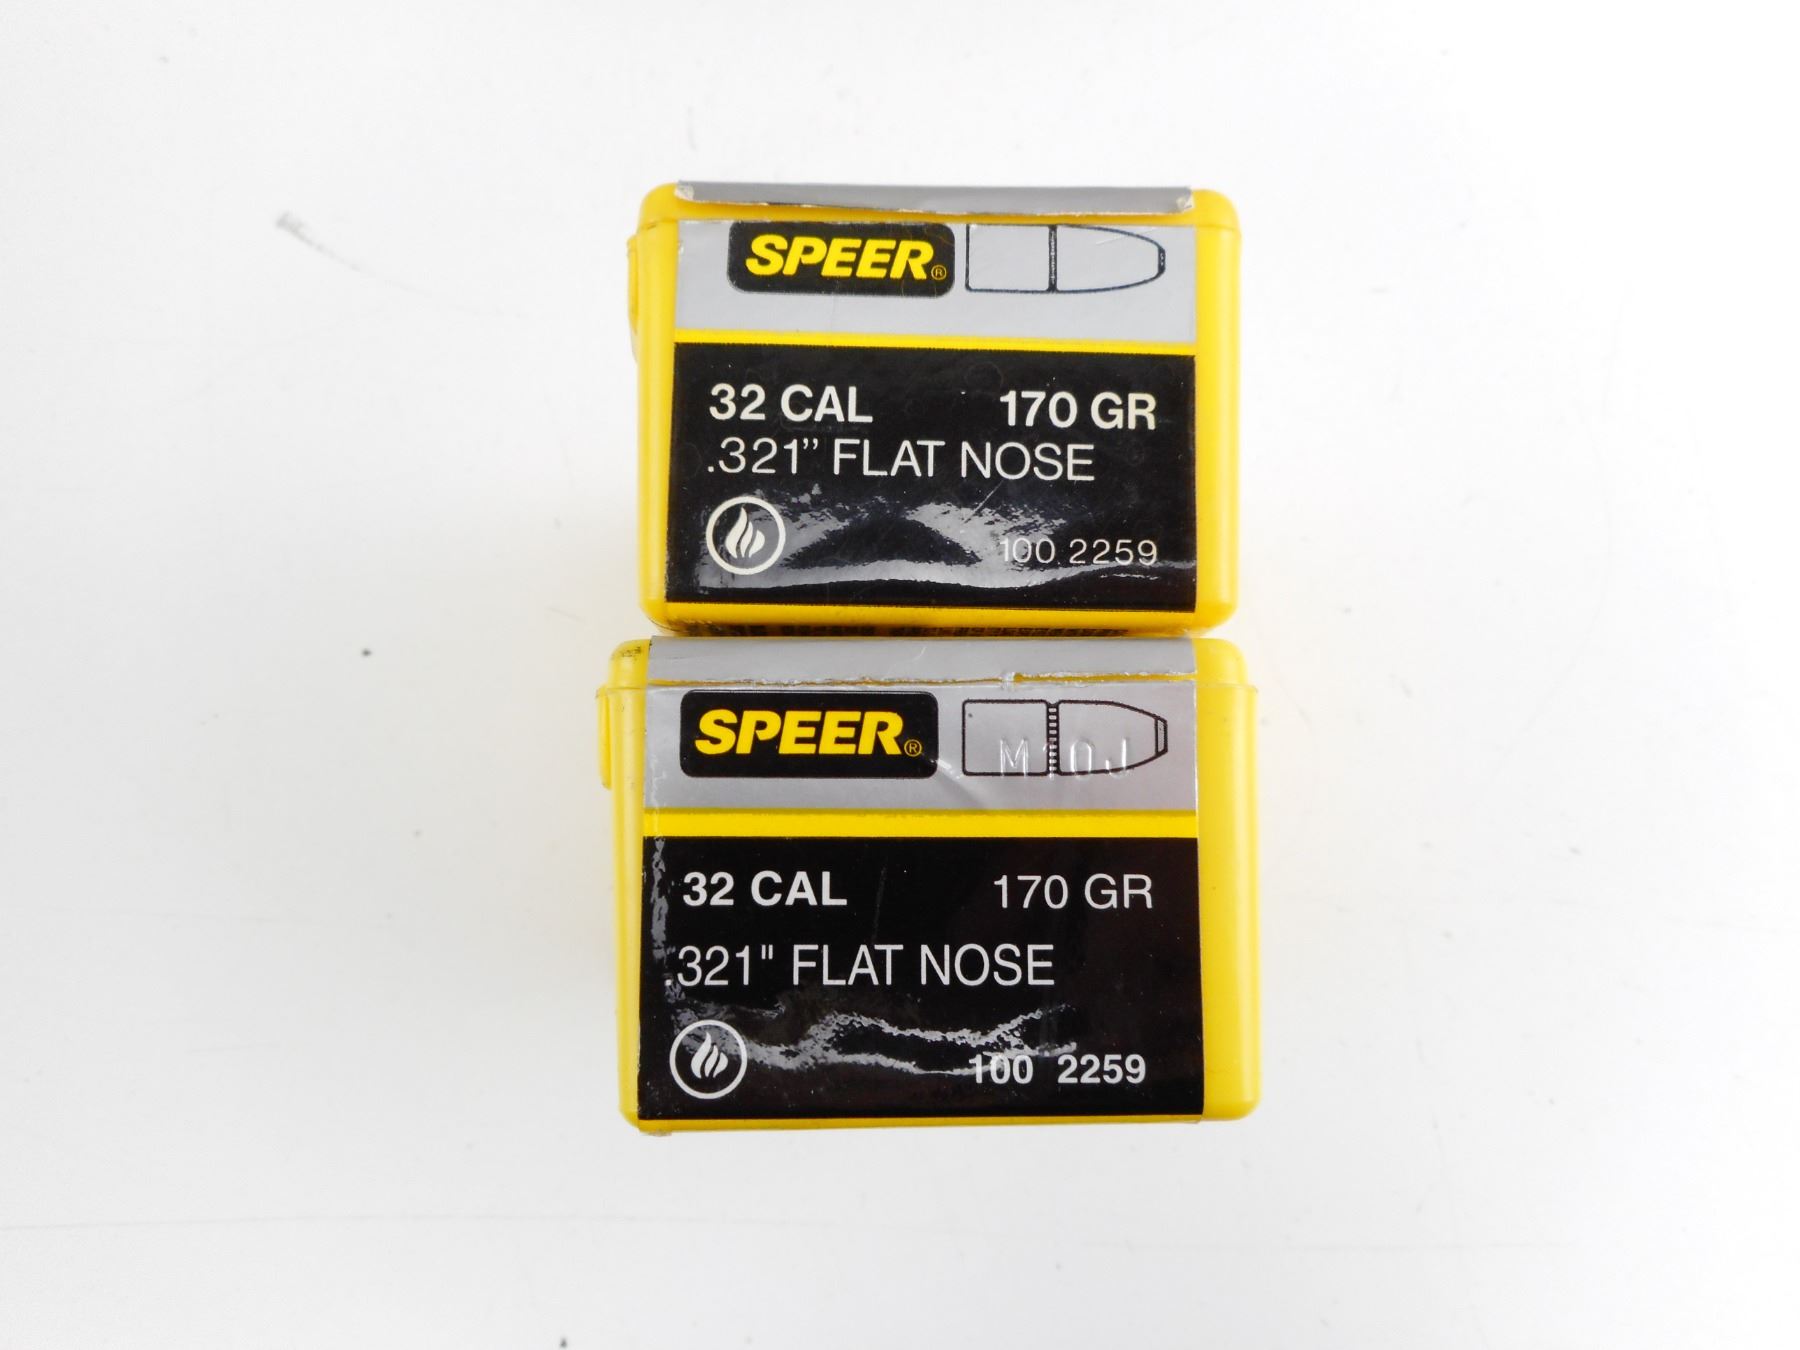 SPEER®
32 CAL 170 GR
.321” FLAT NOSE
100 2259
SPEER®
M10J
32 CAL 170 GR
.321" FLAT NOSE
100 2259